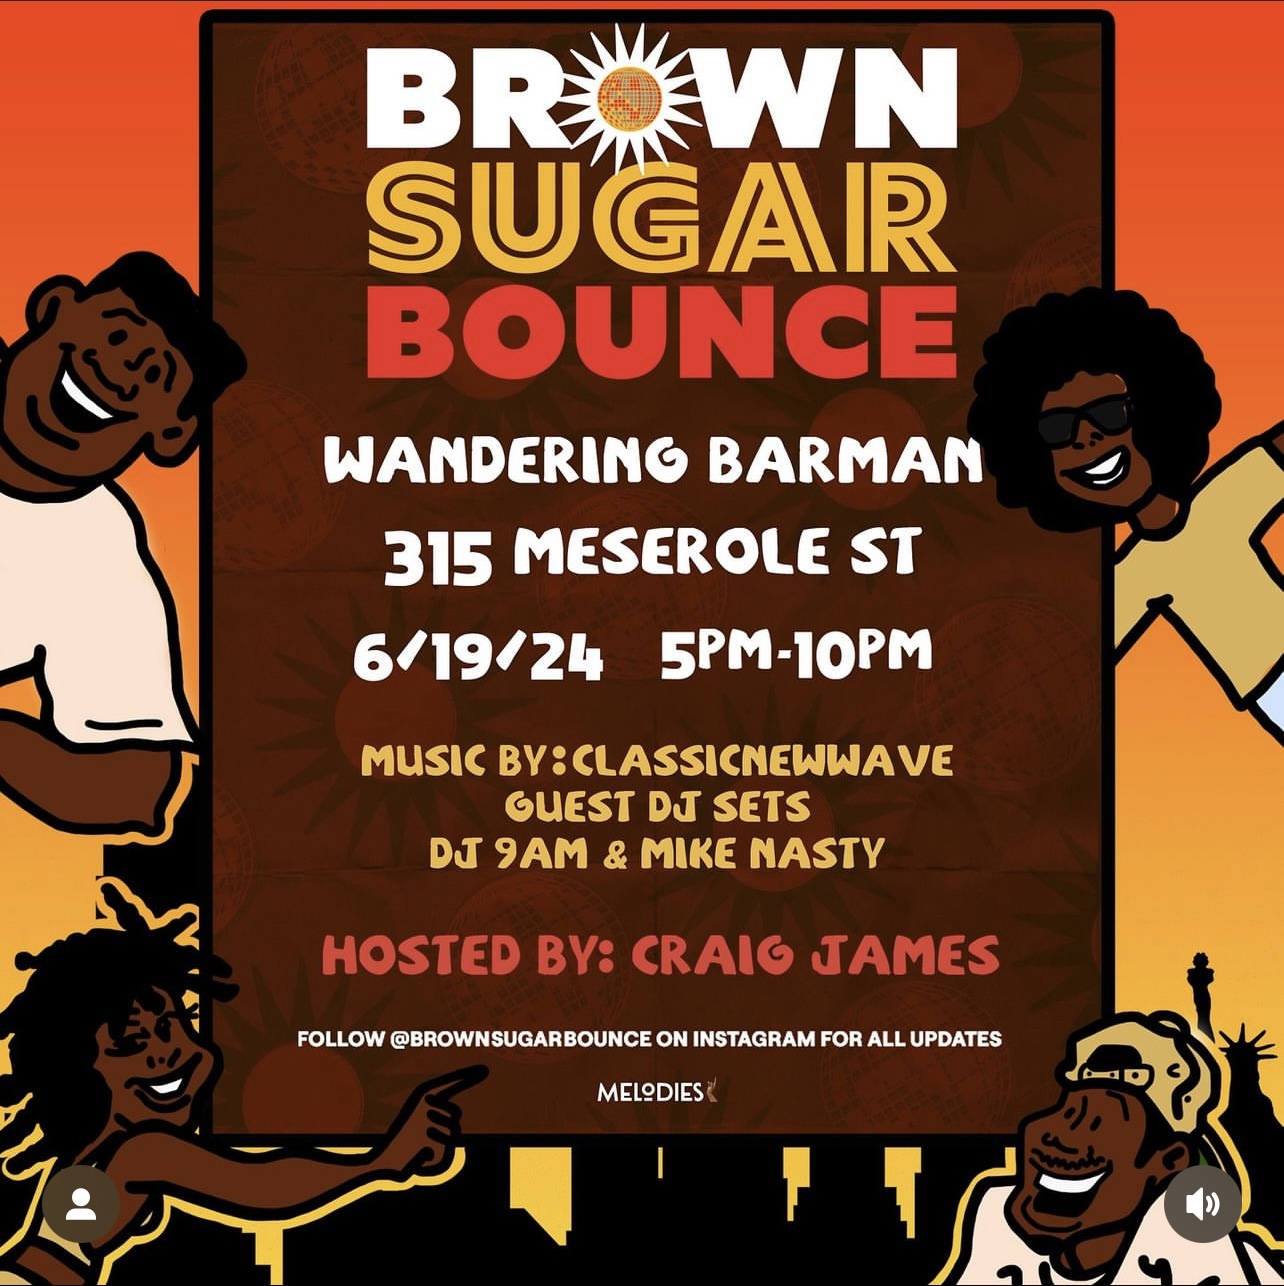 BROWN
SUGAR
BOUNCE
WANDERING BARMAN
315 MESEROLE ST
6/19/24 5PM-10PM
MUSIC BY: CLASSICNEWWAVE
GUEST DJ SETS
DJ 9AM & MIKE NASTY
HOSTED BY: CRAIG JAMES
FOLLOW @BROWNSUGARBOUNCE ON INSTAGRAM FOR ALL UPDATES
MELODIES